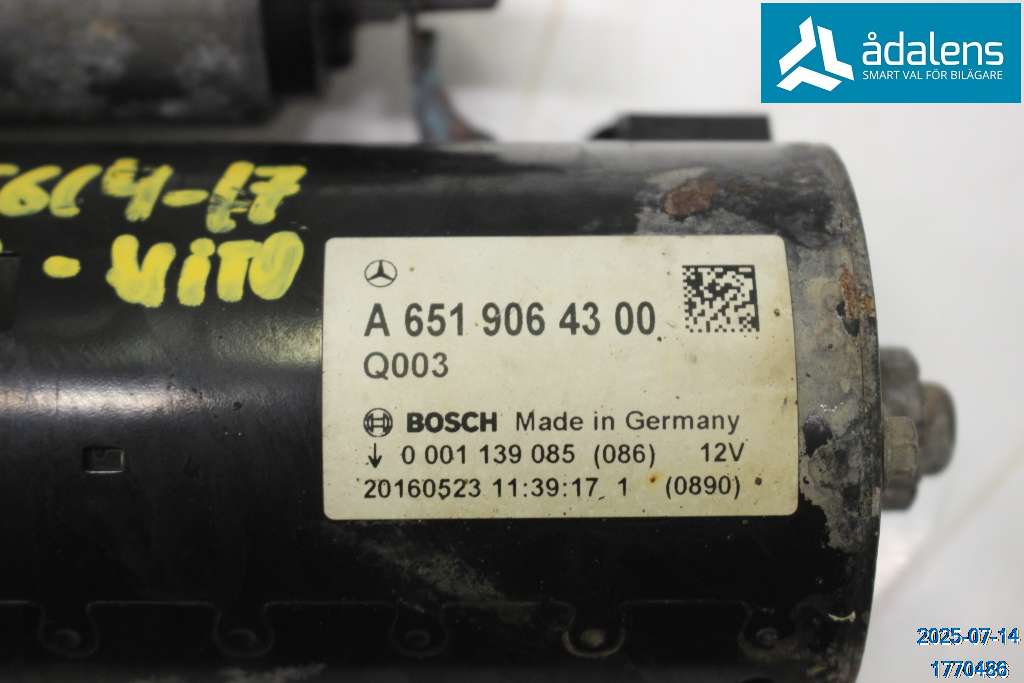 ådalens
SMART VAL FÖR BILÄGARE
-17
- VITO
A 651 906 43 00
Q003
BOSCH Made in Germany
↓ 0 001 139 085 (086) 12V
20160523 11:39:17 1 (0890)
2025-07-14
1770486